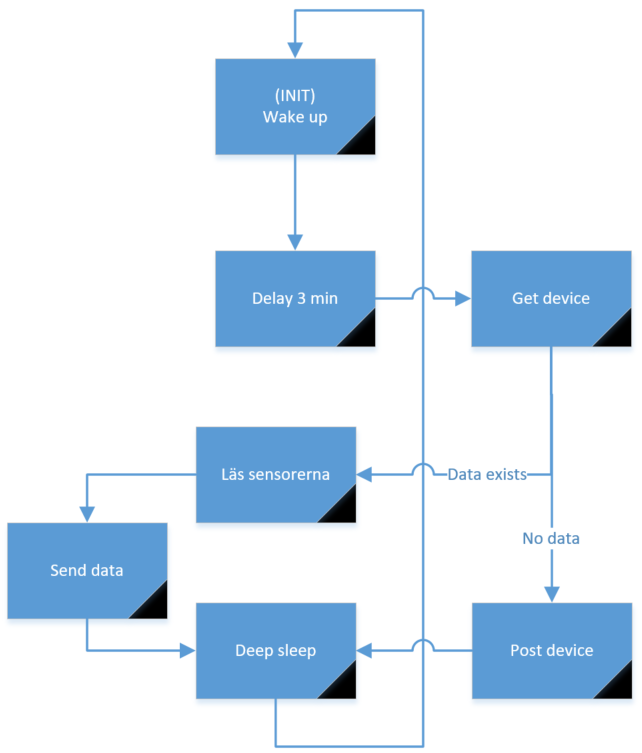 (INIT)
Wake up
Delay 3 min
Get device
Läs sensorerna
Data exists
No data
Send data
Deep sleep
Post device